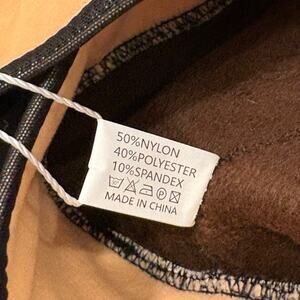 50%NYLON
40%POLYESTER
10%SPANDEX
MADE IN CHINA